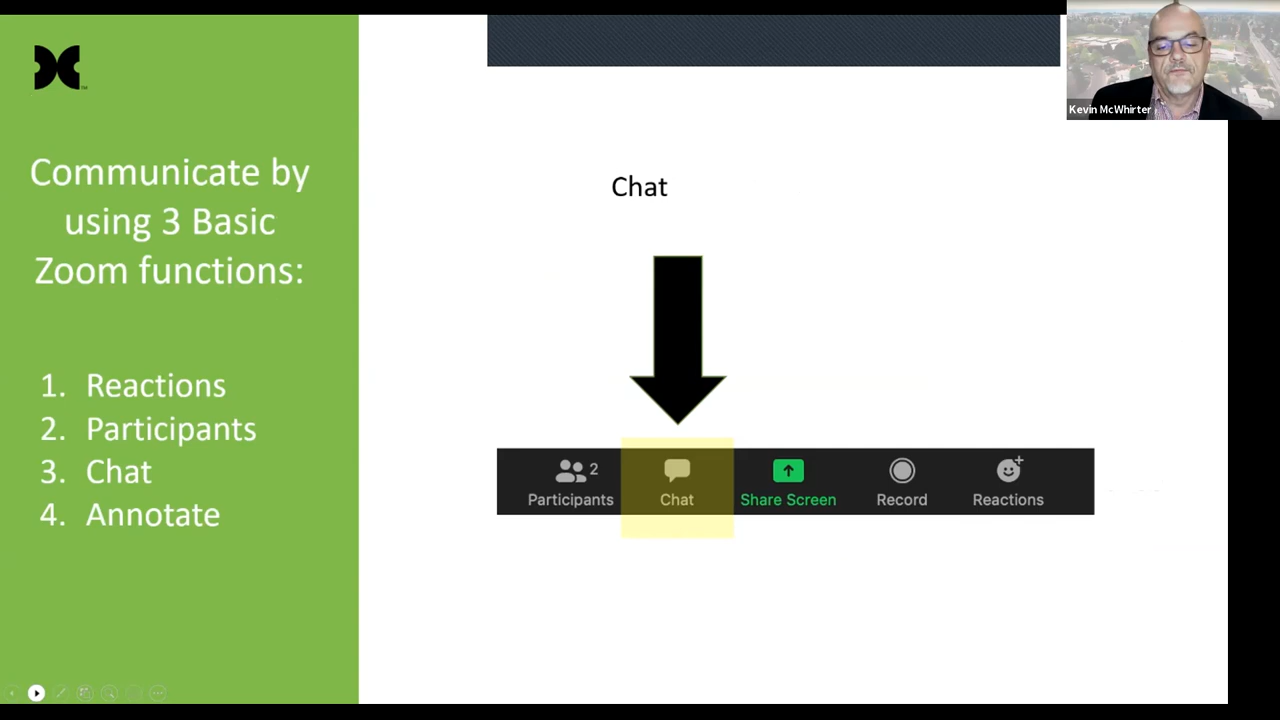 Kevin McWhirter
Communicate by
using 3 Basic
Zoom functions:
1. Reactions
2. Participants
3. Chat
4. Annotate
Chat
2
Participants
Chat
Share Screen
Record
Reactions